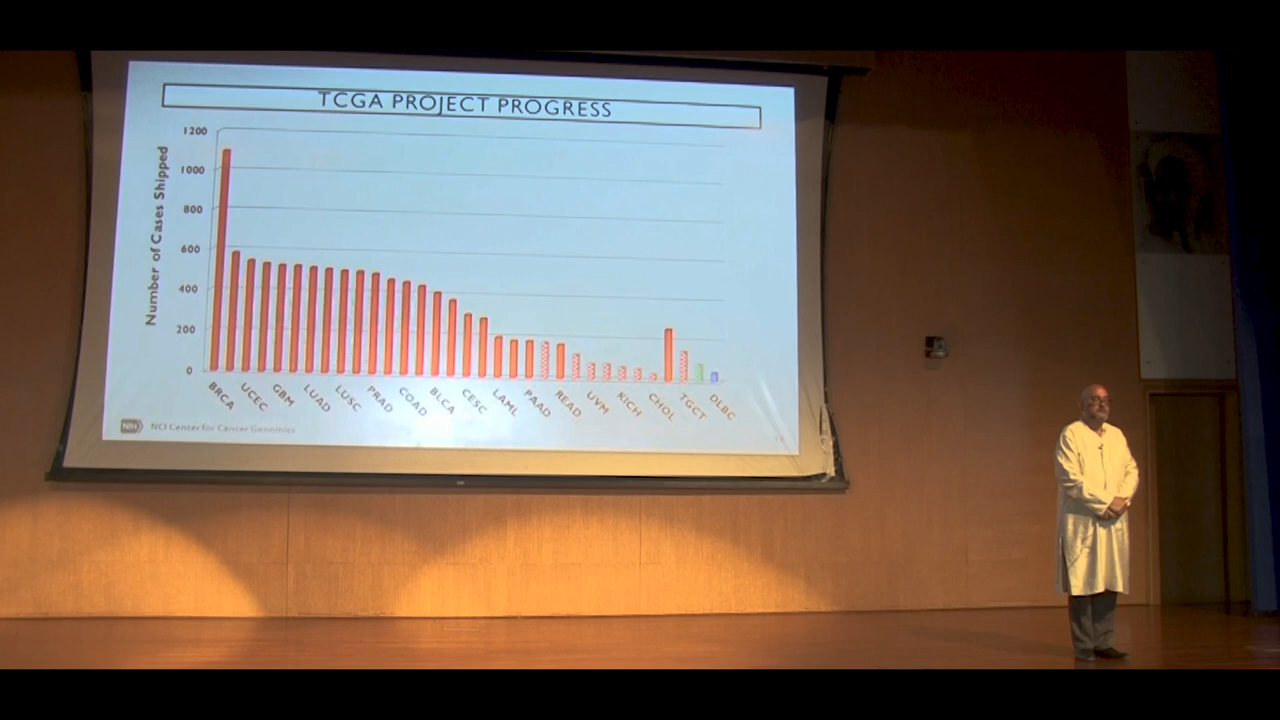 TCGA PROJECT PROGRESS
Number of Cases Shipped
1200
1000
800
600
400
200
0
BRCA
UCEC
GBM
LUAD
LUSC
PRAD
COAD
BLCA
CESC
LAML
PAAD
READ
UVM
KICH
CHOL
TGCT
DLBC
NIH NCI Center for Cancer Genomics